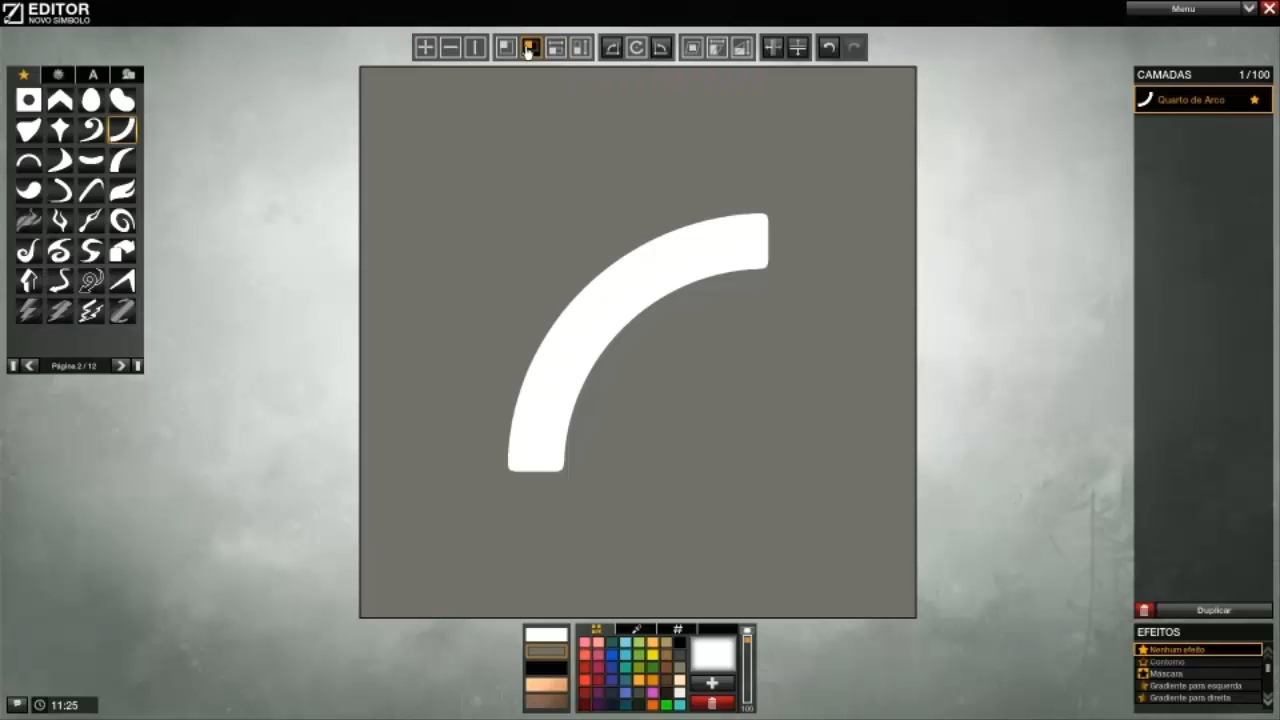 EDITOR
NOVO SÍMBOLO
Menu
A
Página 2 / 12
CAMADAS 1 / 100
Quarto de Arco
Duplicar
EFEITOS
Nenhum efeito
Contorno
Máscara
Gradiente para esquerda
Gradiente para direita
#
100
11:25